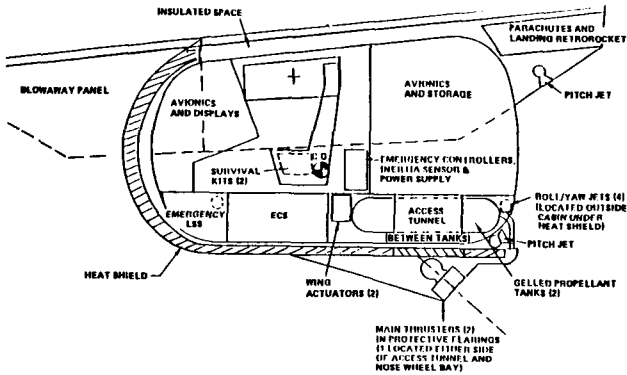 INSULATED SPACE
PARACHUTES AND
LANDING RETROROCKET
BLOWAWAY PANEL
AVIONICS
AND DISPLAYS
AVIONICS
AND STORAGE
PITCH JET
SURVIVAL
KITS (2)
EMERGENCY CONTROLLERS,
INERTIA SENSOR &
POWER SUPPLY
EMERGENCY
LSS
ECS
ACCESS
TUNNEL
BETWEEN TANKS
ROLL/YAW JETS (4)
(LOCATED OUTSIDE
CABIN UNDER
HEAT SHIELD)
PITCH JET
HEAT SHIELD
WING
ACTUATORS (2)
GELLED PROPELLANT
TANKS (2)
MAIN THRUSTERS (2)
IN PROTECTIVE FEARINGS
(1 LOCATED EITHER SIDE
OF ACCESS TUNNEL AND
NOSE WHEEL BAY)